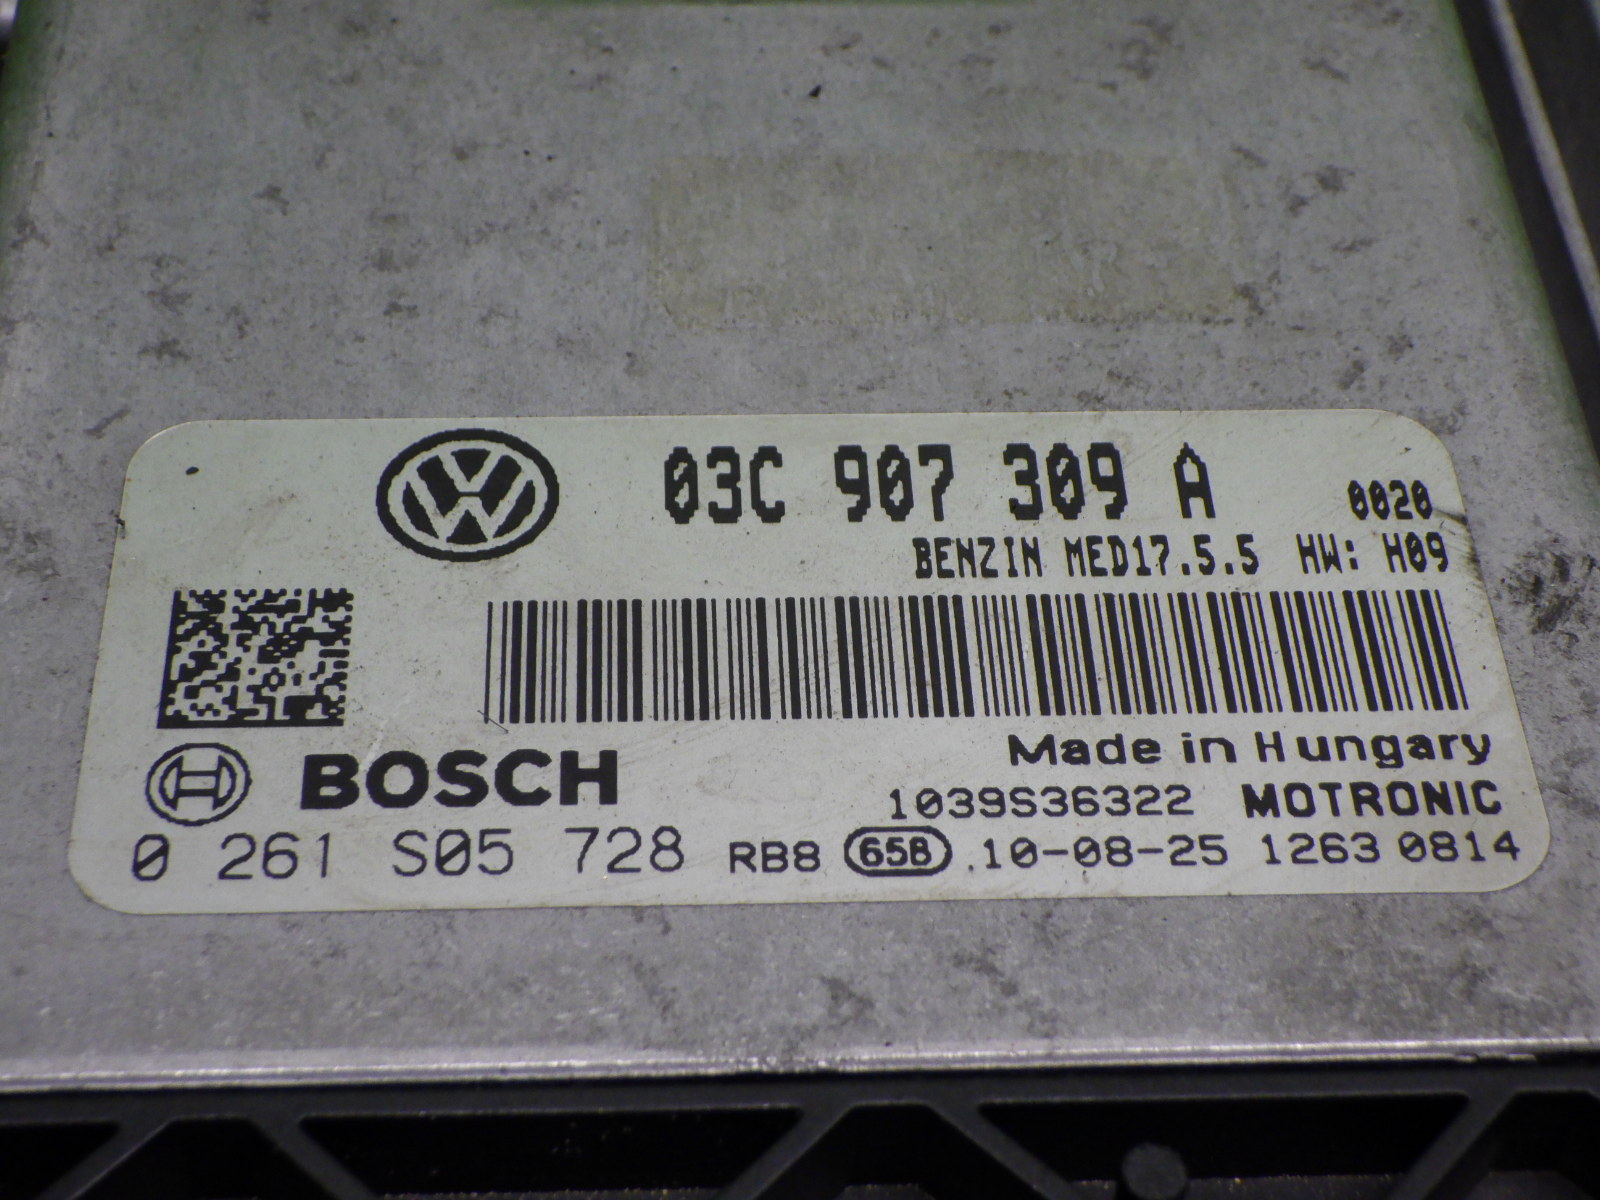 03C 907 309 A 0020
BENZIN MED17.5.5 HW: H09
BOSCH
Made in Hungary
1039S36322 MOTRONIC
0 261 S05 728 RB8 65B .10-08-25 1263 0814